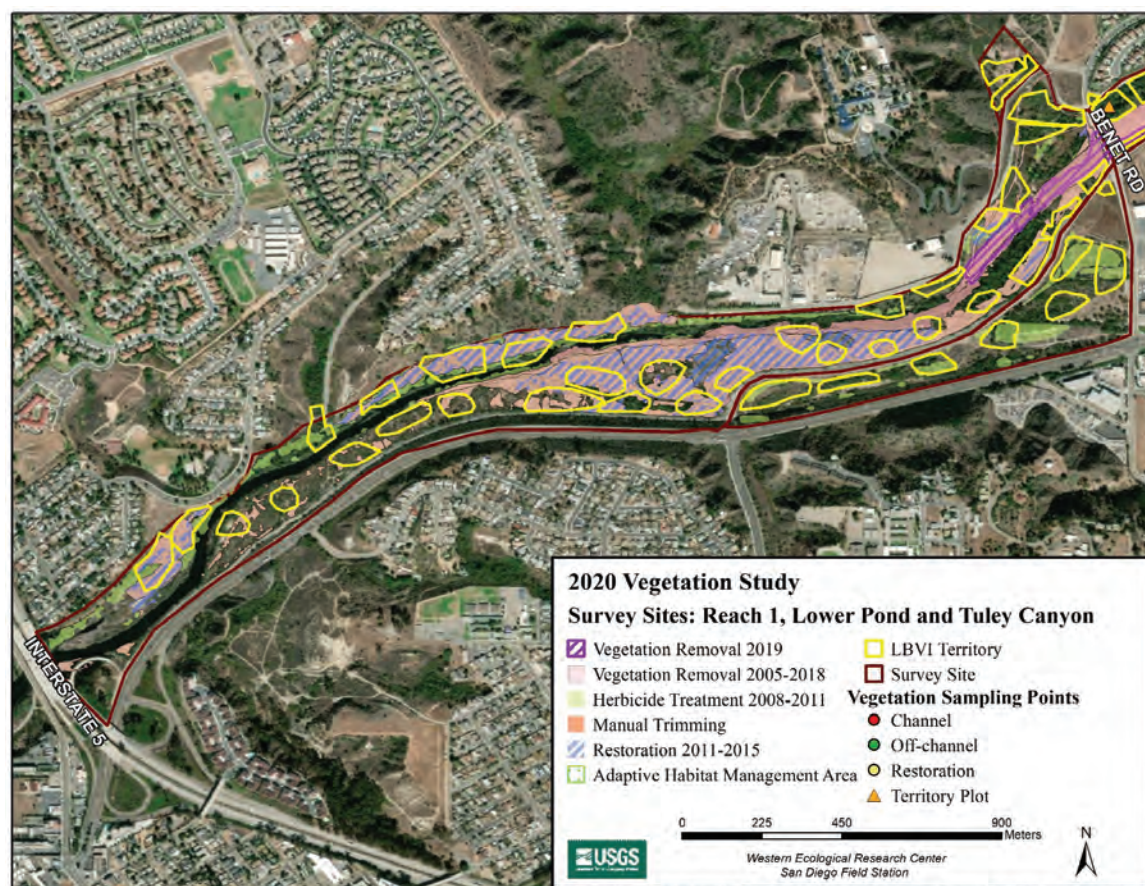 BENET RD
INTERSTATE 5
2020 Vegetation Study
Survey Sites: Reach 1, Lower Pond and Tuley Canyon
Vegetation Removal 2019
Vegetation Removal 2005-2018
Herbicide Treatment 2008-2011
Manual Trimming
Restoration 2011-2015
Adaptive Habitat Management Area
LBVI Territory
Survey Site
Vegetation Sampling Points
Channel
Off-channel
Restoration
Territory Plot
0 225 450 900
Meters
N
USGS
Western Ecological Research Center
San Diego Field Station